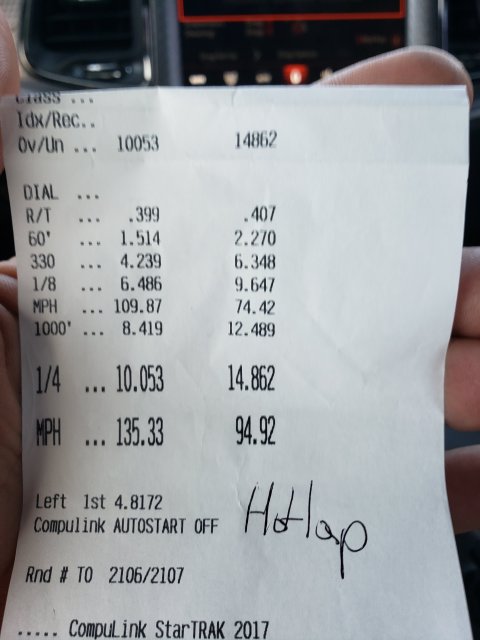 Class ...
Idx/Rec..
Ov/Un ... 10053 14862
DIAL ...
R/T ... .399 .407
60' ... 1.514 2.270
330 ... 4.239 6.348
1/8 ... 6.486 9.647
MPH ... 109.87 74.42
1000' ... 8.419 12.489
1/4 ... 10.053 14.862
MPH ... 135.33 94.92
Left 1st 4.8172
Compulink AUTOSTART OFF
Hotlap
Rnd # TO 2106/2107
..... CompuLink StarTRAK 2017